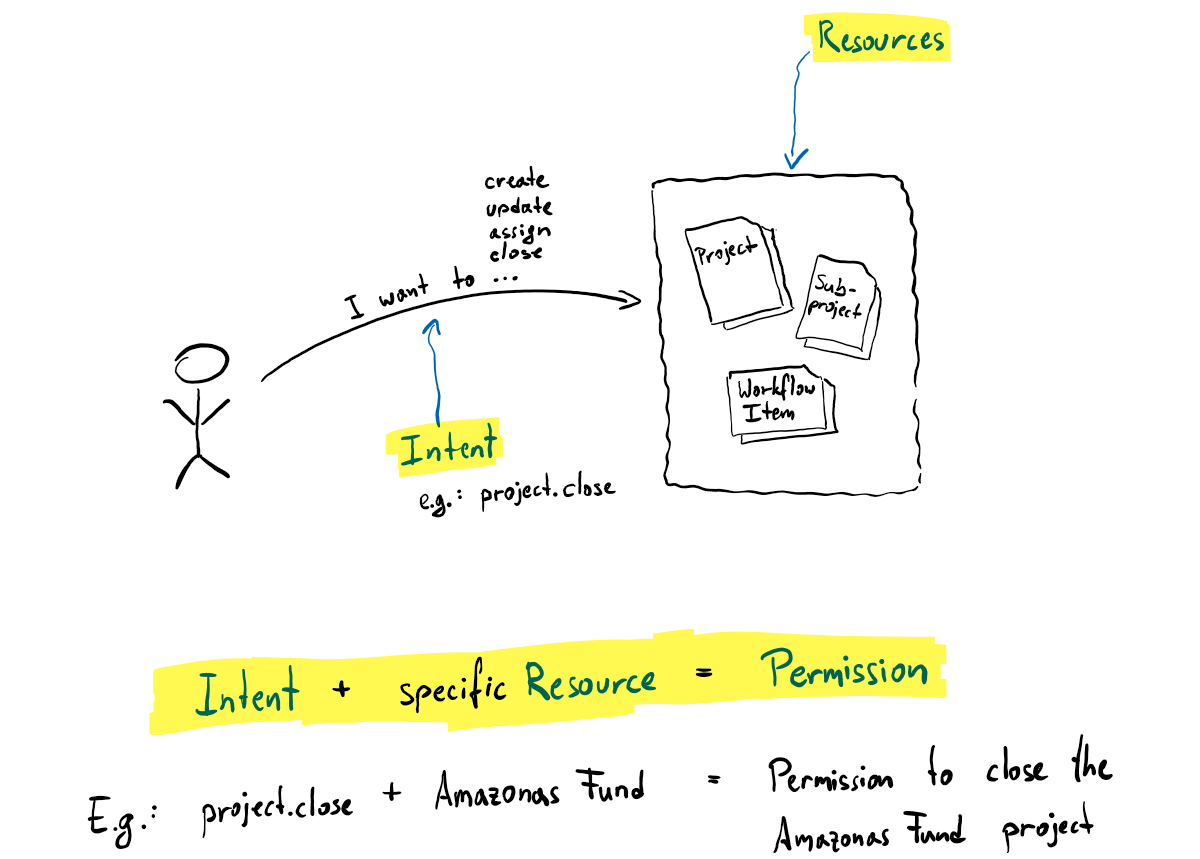 Resources
create
update
assign
close
I want to ...
Project
Sub-
project
Workflow
Item
Intent
e.g.: project.close
Intent + specific Resource = Permission
E.g.: project.close + Amazonas Fund = Permission to close the
Amazonas Fund project